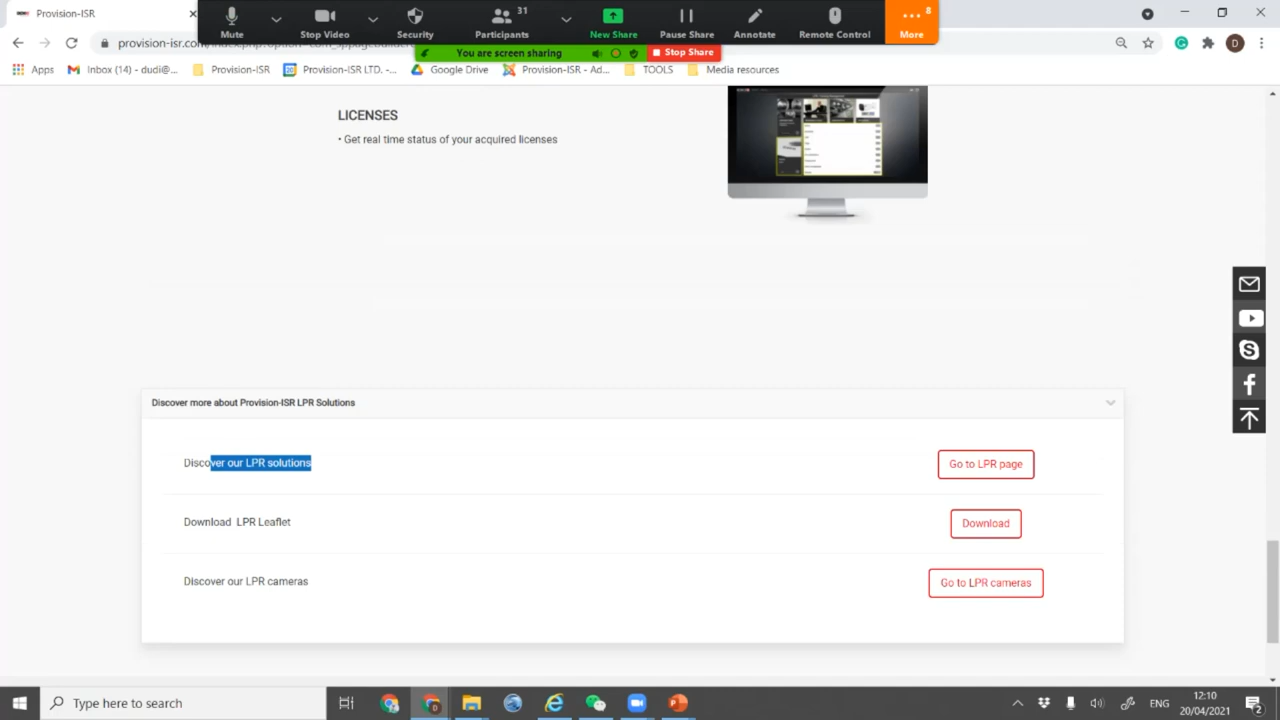 Provision-ISR
31
8
Mute
Stop Video
Security
Participants
New Share
Pause Share
Annotate
Remote Control
More
You are screen sharing
Stop Share
D
Apps
Inbox (14) - dudi@...
Provision-ISR
Provision-ISR LTD. -...
Google Drive
Provision-ISR - Ad...
TOOLS
Media resources
LICENSES
• Get real time status of your acquired licenses
Discover more about Provision-ISR LPR Solutions
Discover our LPR solutions
Go to LPR page
Download LPR Leaflet
Download
Discover our LPR cameras
Go to LPR cameras
Type here to search
ENG
12:10
20/04/2021
2